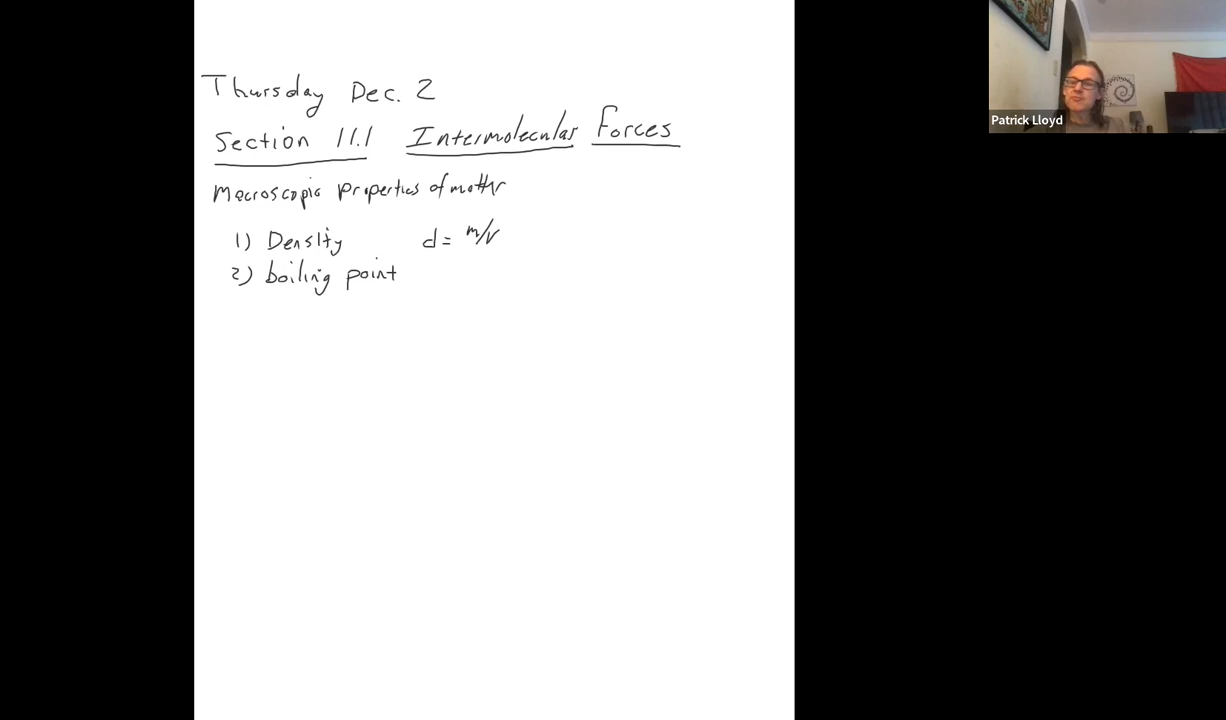 Thursday Dec. 2
Section 11.1 Intermolecular Forces
Macroscopic properties of matter
1) Density d = m/V
2) boiling point
Patrick Lloyd